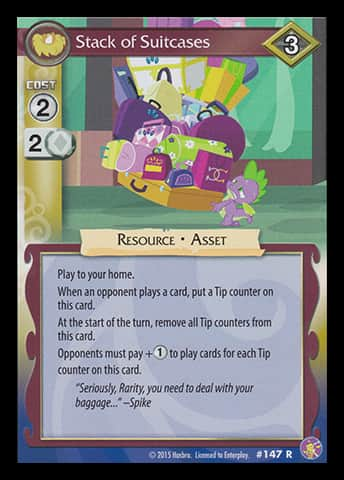 Stack of Suitcases
3
COST
2
2
RESOURCE • ASSET
Play to your home.
When an opponent plays a card, put a Tip counter on
this card.
At the start of the turn, remove all Tip counters from
this card.
Opponents must pay +1 to play cards for each Tip
counter on this card.
"Seriously, Rarity, you need to deal with your
baggage..." –Spike
© 2015 Hasbro. Licensed to Enterplay. #147 R